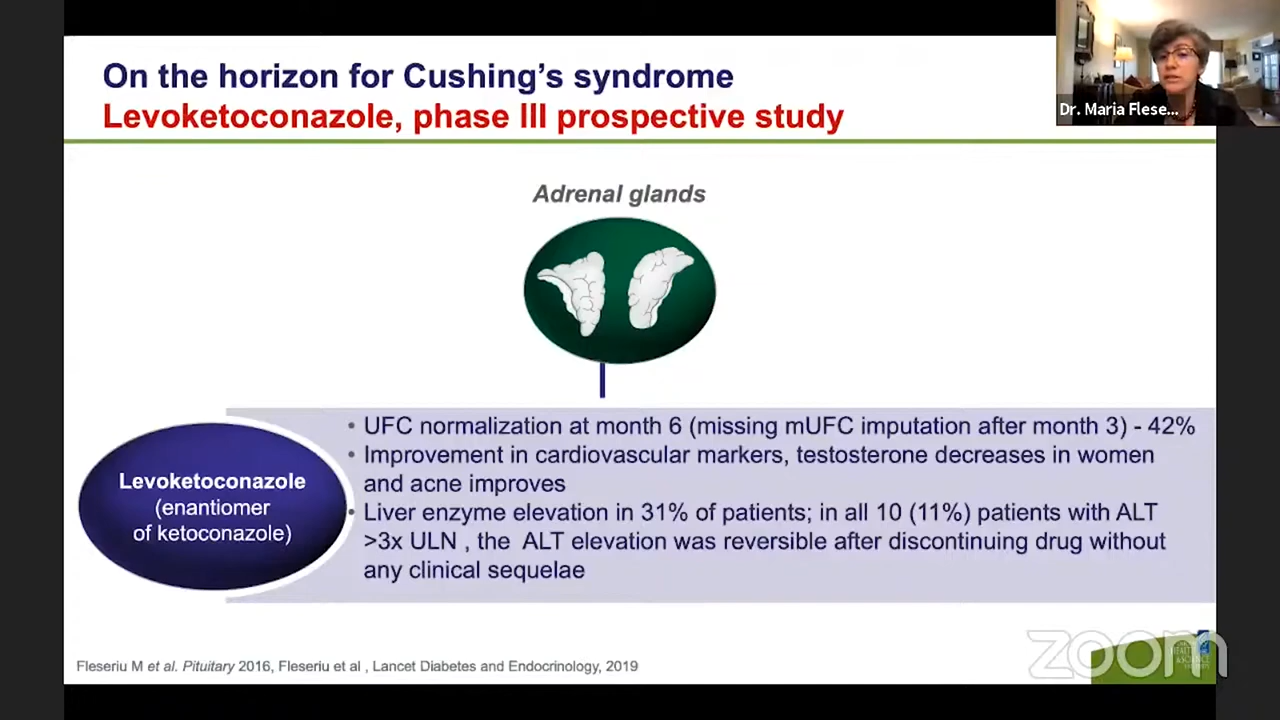 On the horizon for Cushing’s syndrome
Levoketoconazole, phase III prospective study
Dr. Maria Flese...
Adrenal glands
Levoketoconazole
(enantiomer
of ketoconazole)
• UFC normalization at month 6 (missing mUFC imputation after month 3) - 42%
• Improvement in cardiovascular markers, testosterone decreases in women
and acne improves
• Liver enzyme elevation in 31% of patients; in all 10 (11%) patients with ALT
>3x ULN , the ALT elevation was reversible after discontinuing drug without
any clinical sequelae
Fleseriu M et al. Pituitary 2016, Fleseriu et al , Lancet Diabetes and Endocrinology, 2019
zoom